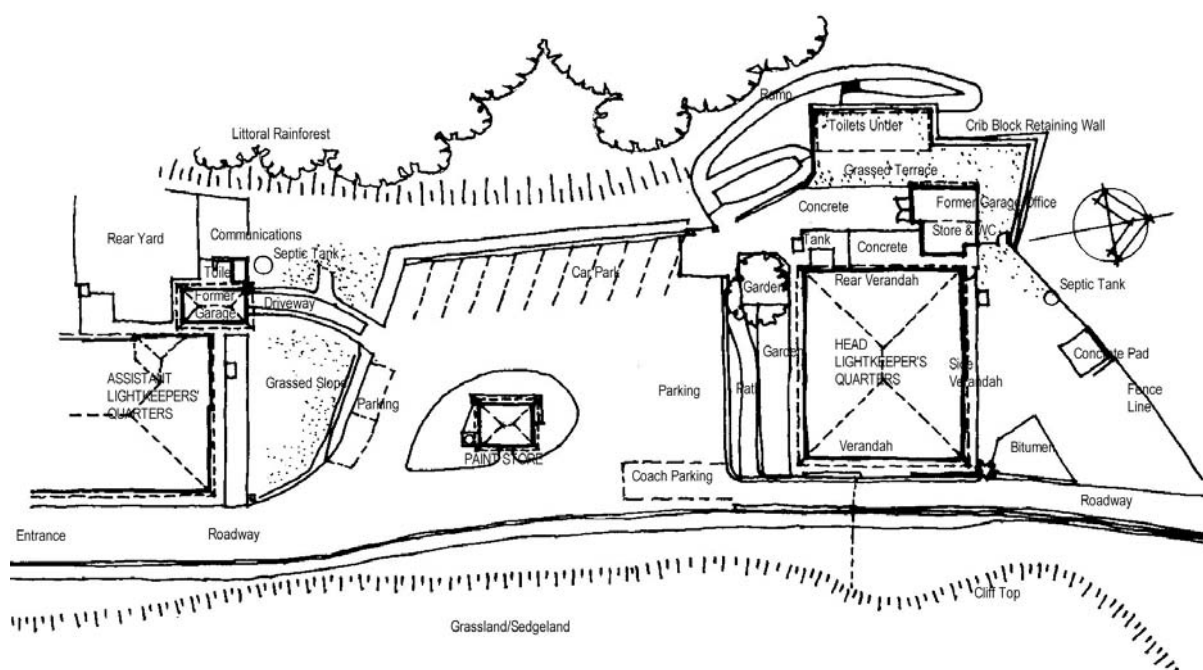 Ramp
Toilets Under
Crib Block Retaining Wall
Littoral Rainforest
Grassed Terrace
Former Garage Office
Concrete
Store & WC
Rear Yard
Communications
Septic Tank
Tank
Concrete
Toile
Car Park
Rear Verandah
Septic Tank
Garden
Former
Garage
Driveway
HEAD
LIGHTKEEPER'S
QUARTERS
Garden
Concrete Pad
Side
Verandah
ASSISTANT
LIGHTKEEPERS'
QUARTERS
Grassed Slope
Parking
Parking
Path
Fence
Line
PAINT STORE
Verandah
Bitumen
Coach Parking
Roadway
Entrance
Roadway
Cliff Top
Grassland/Sedgeland